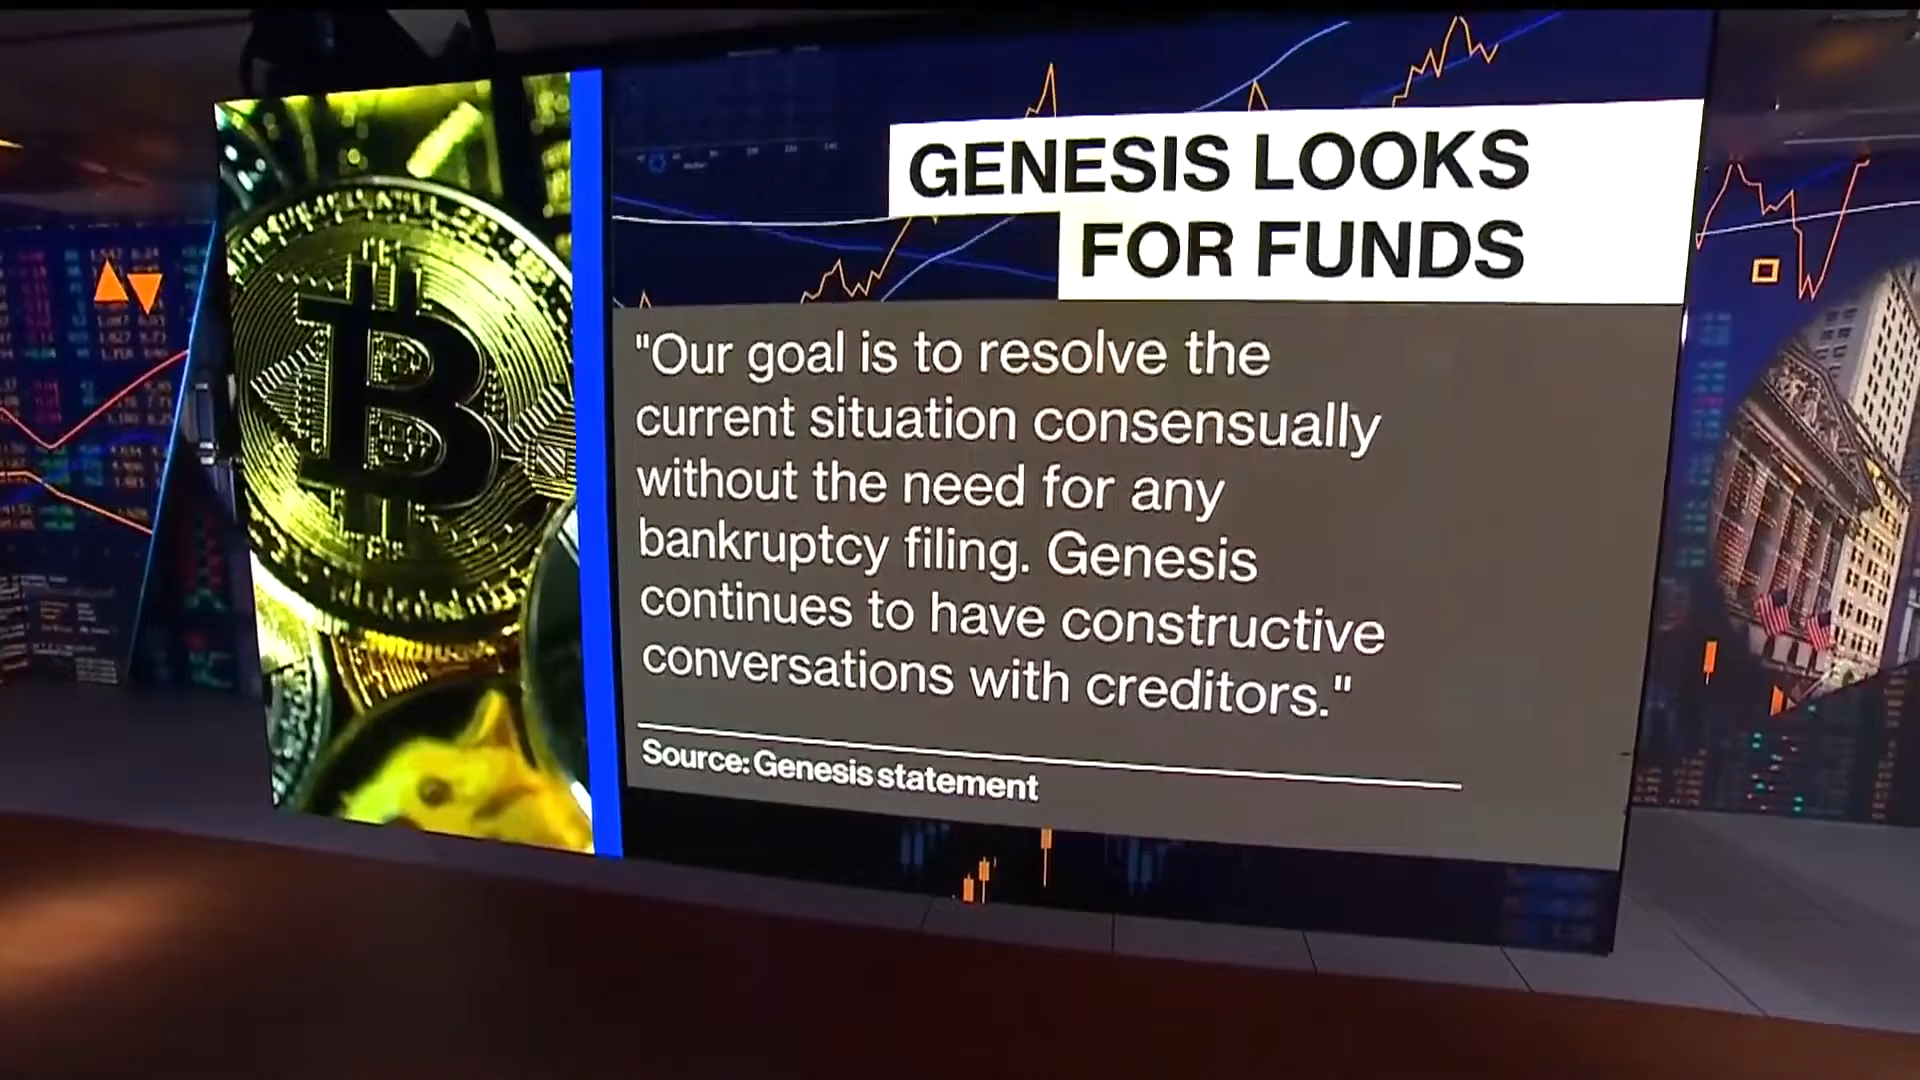 GENESIS LOOKS
FOR FUNDS
"Our goal is to resolve the
current situation consensually
without the need for any
bankruptcy filing. Genesis
continues to have constructive
conversations with creditors."
Source: Genesis statement